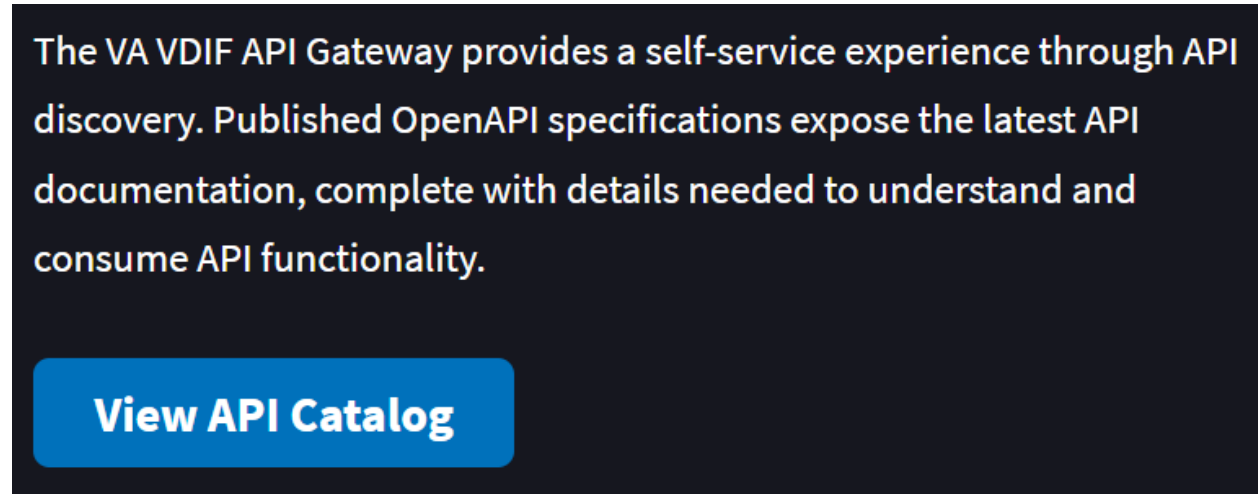 The VA VDIF API Gateway provides a self-service experience through API
discovery. Published OpenAPI specifications expose the latest API
documentation, complete with details needed to understand and
consume API functionality.
View API Catalog